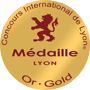 Concours International de Lyon
Médaille
LYON
Or · Gold